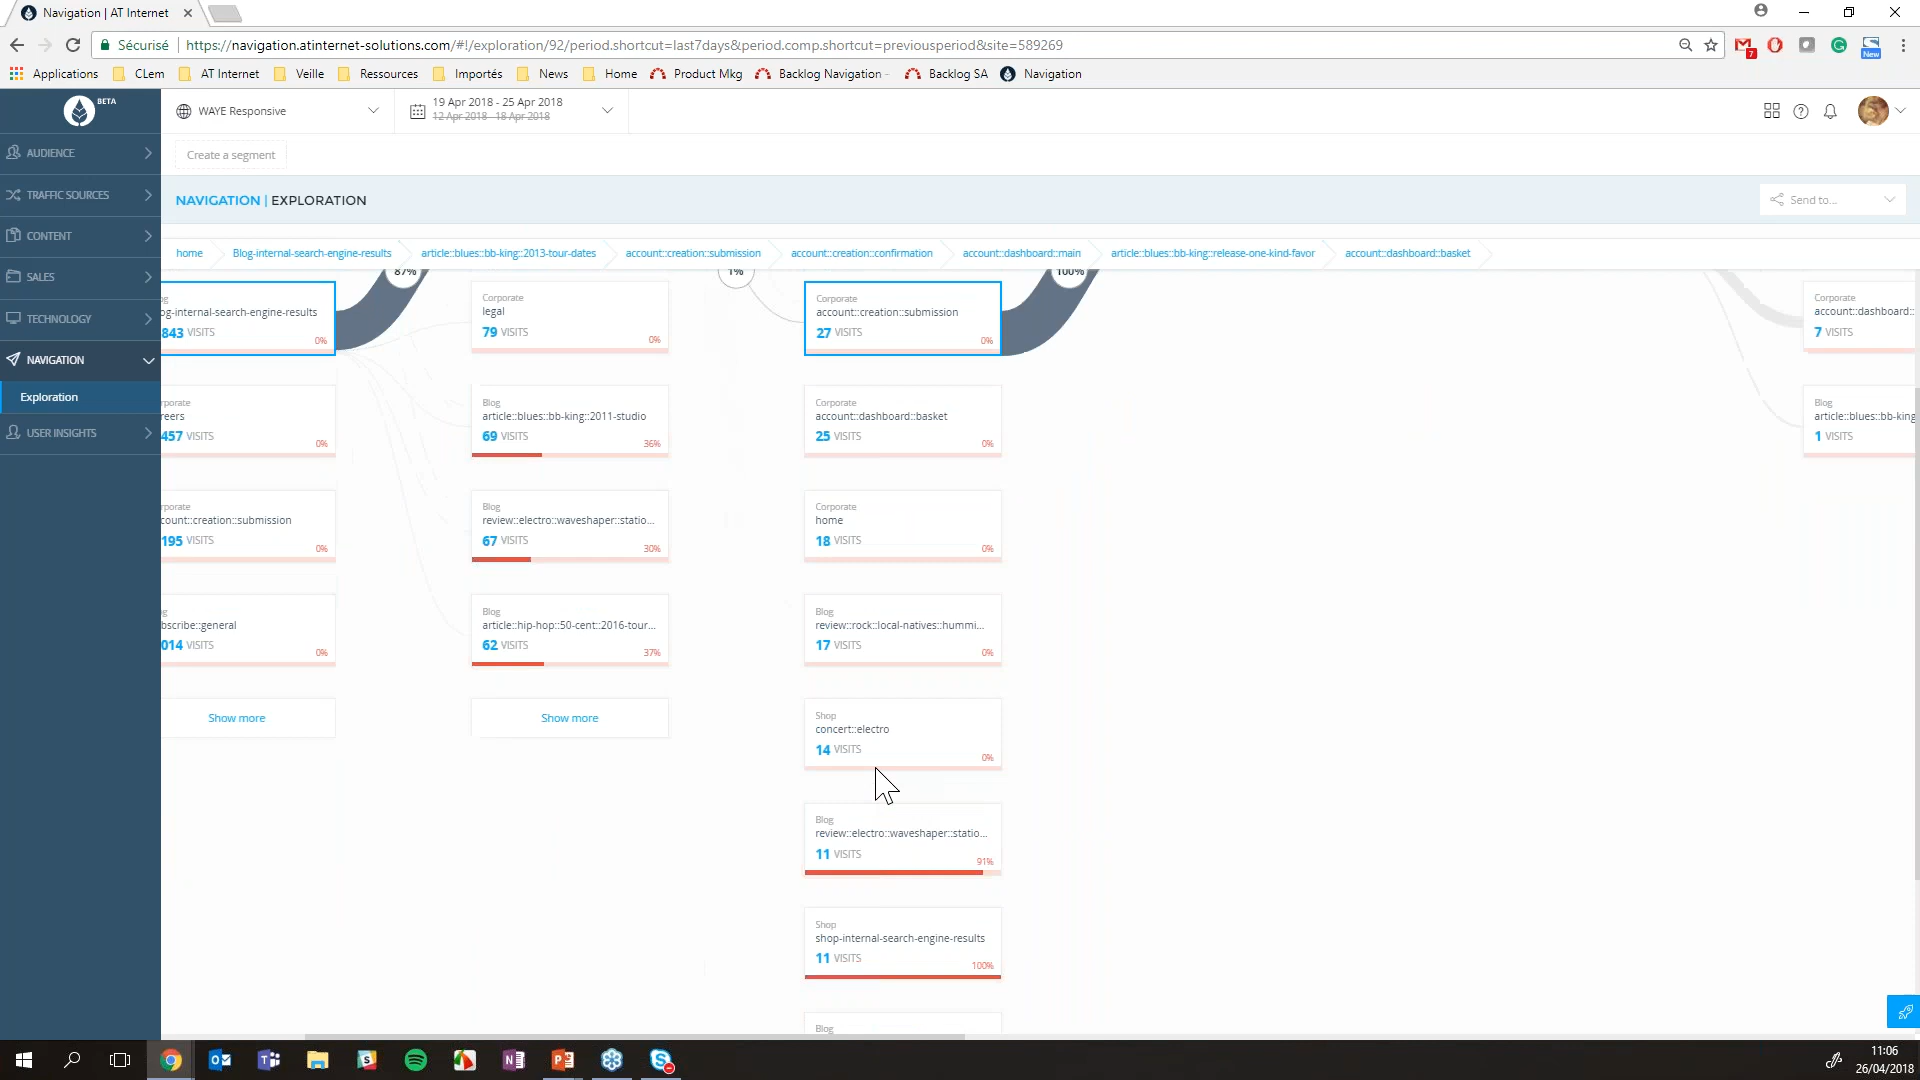 Navigation | AT Internet
Sécurisé
https://navigation.atinternet-solutions.com/#!/exploration/92/period.shortcut=last7days&period.comp.shortcut=previousperiod&site=589269
7
New
Applications
CLem
AT Internet
Veille
Ressources
Importés
News
Home
Product Mkg
Backlog Navigation -
Backlog SA
Navigation
BETA
WAYE Responsive
19 Apr 2018 - 25 Apr 2018
12 Apr 2018 - 18 Apr 2018
AUDIENCE
TRAFFIC SOURCES
CONTENT
SALES
TECHNOLOGY
NAVIGATION
Exploration
USER INSIGHTS
Create a segment
NAVIGATION | EXPLORATION
Send to...
home
Blog-internal-search-engine-results
article::blues::bb-king::2013-tour-dates
account::creation::submission
account::creation::confirmation
account::dashboard::main
article::blues::bb-king::release-one-kind-favor
account::dashboard::basket
87%
1%
100%
og
og-internal-search-engine-results
843 VISITS
0%
rporate
reers
457 VISITS
0%
rporate
count::creation::submission
195 VISITS
0%
og
bscribe::general
014 VISITS
0%
Show more
Corporate
legal
79 VISITS
0%
Blog
article::blues::bb-king::2011-studio
69 VISITS
36%
Blog
review::electro::waveshaper::statio...
67 VISITS
30%
Blog
article::hip-hop::50-cent::2016-tour...
62 VISITS
37%
Show more
Corporate
account::creation::submission
27 VISITS
0%
Corporate
account::dashboard::basket
25 VISITS
0%
Corporate
home
18 VISITS
0%
Blog
review::rock::local-natives::hummi...
17 VISITS
0%
Shop
concert::electro
14 VISITS
0%
Blog
review::electro::waveshaper::statio...
11 VISITS
91%
Shop
shop-internal-search-engine-results
11 VISITS
100%
Blog
Corporate
account::dashboard::
7 VISITS
Blog
article::blues::bb-king
1 VISITS
11:06
26/04/2018